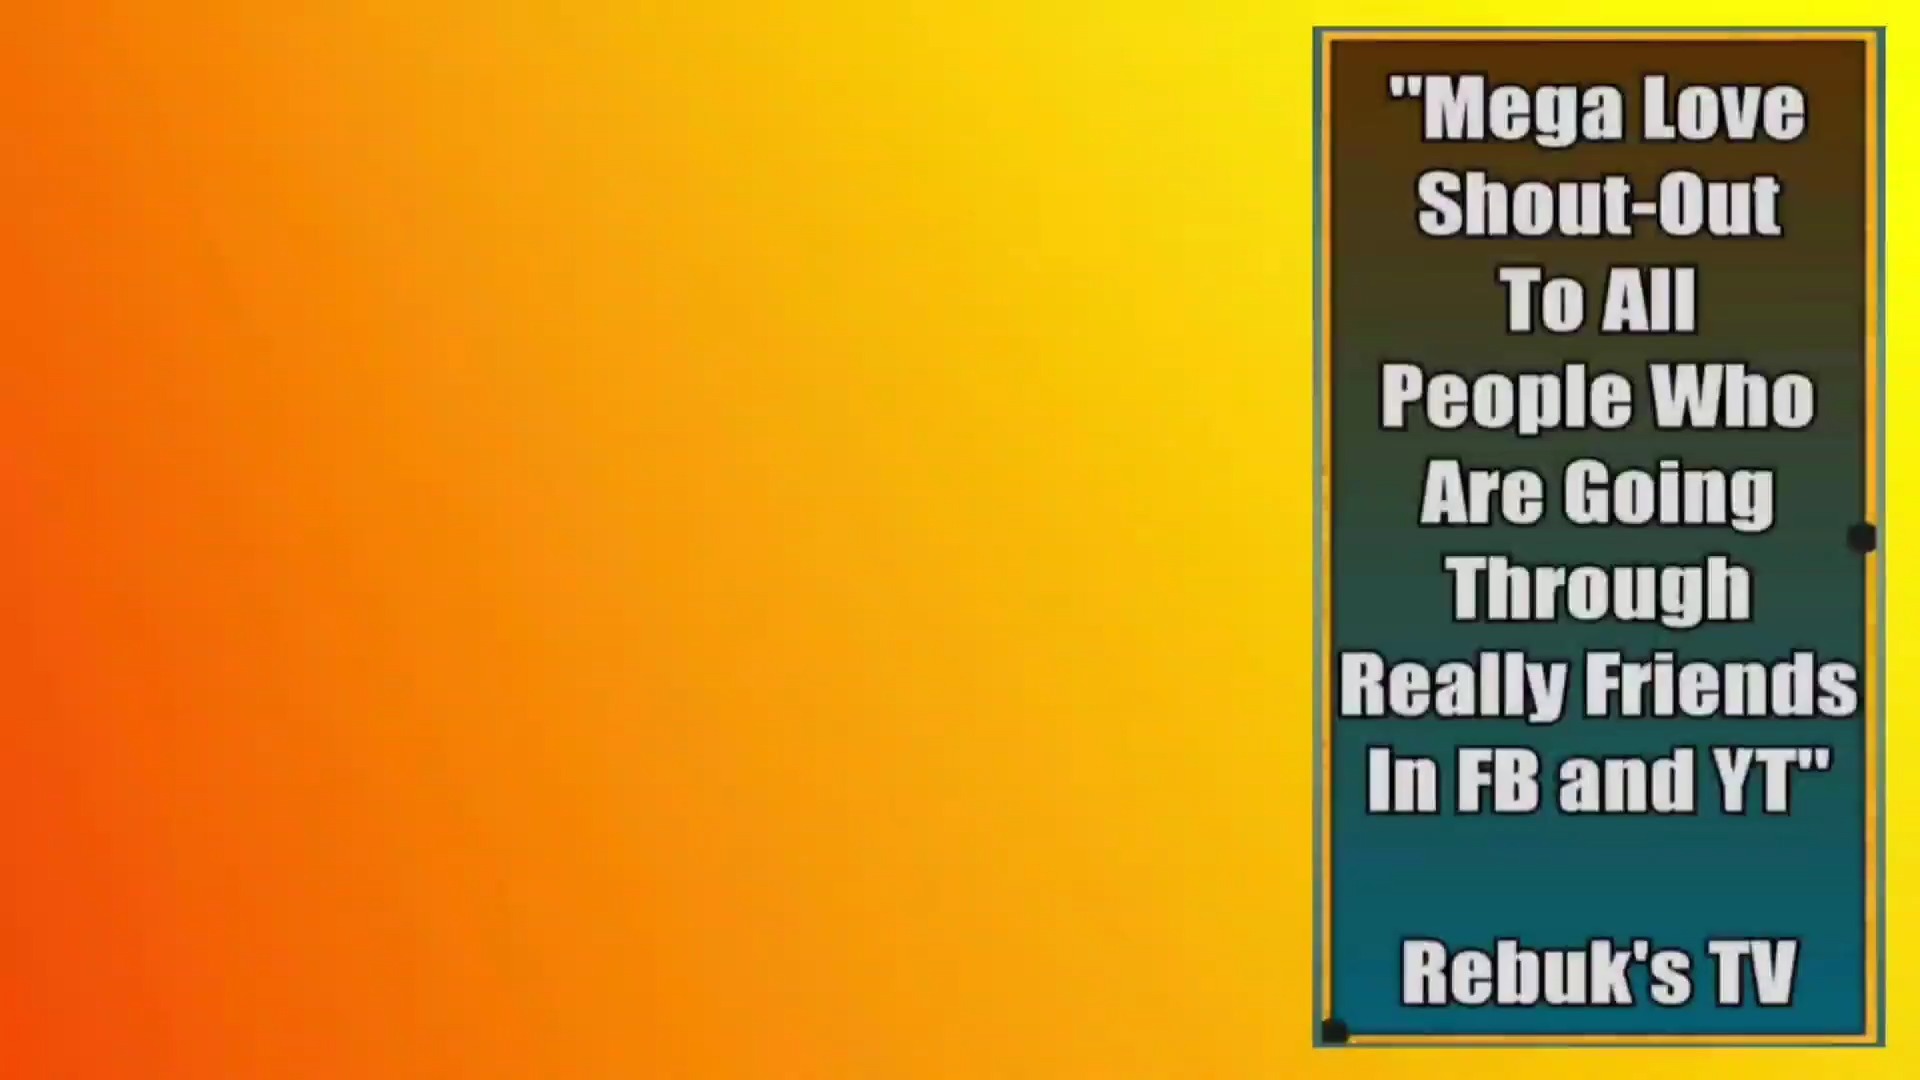 "Mega Love
Shout-Out
To All
People Who
Are Going
Through
Really Friends
In FB and YT"
Rebuk's TV